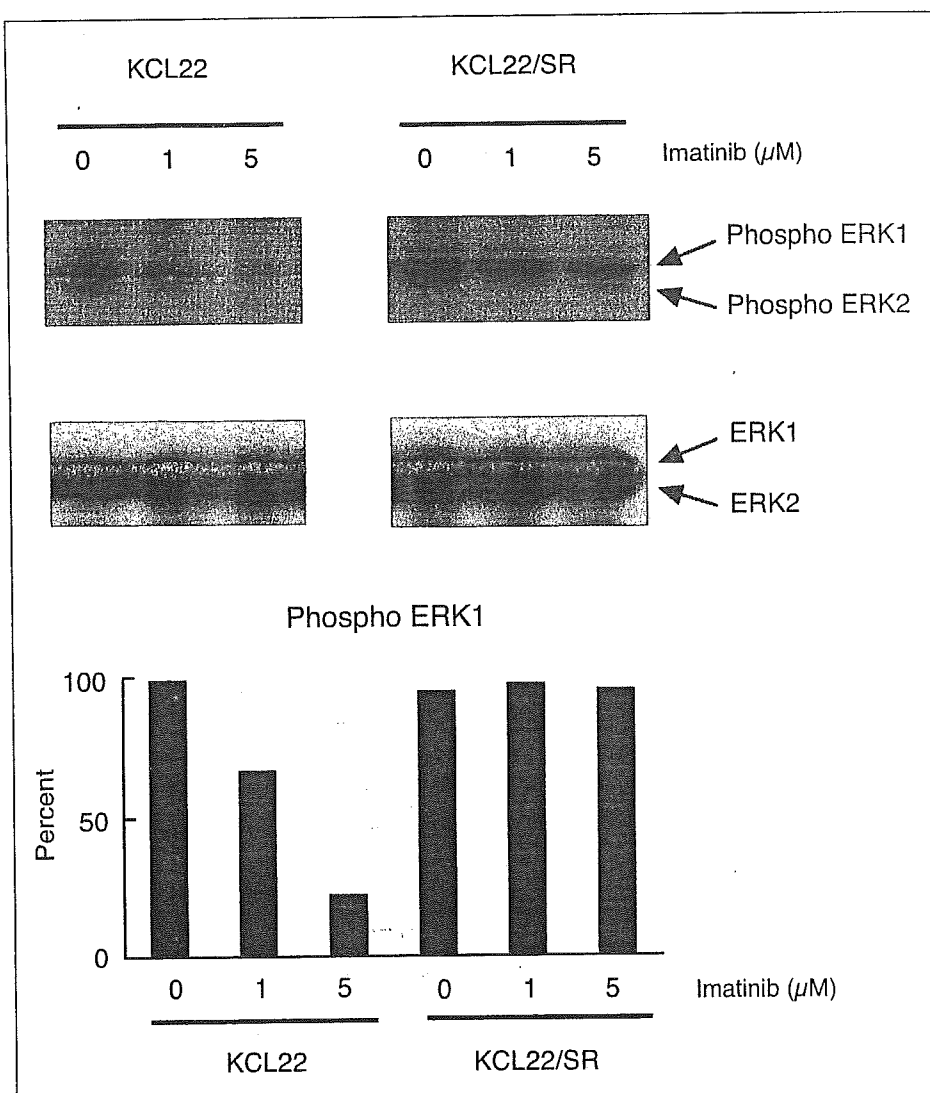 KCL22 KCL22/SR
0 1 5 0 1 5 Imatinib (µM)
Phospho ERK1
Phospho ERK2
ERK1
ERK2
Phospho ERK1
100
50
0
Percent
0 1 5 0 1 5 Imatinib (µM)
KCL22 KCL22/SR